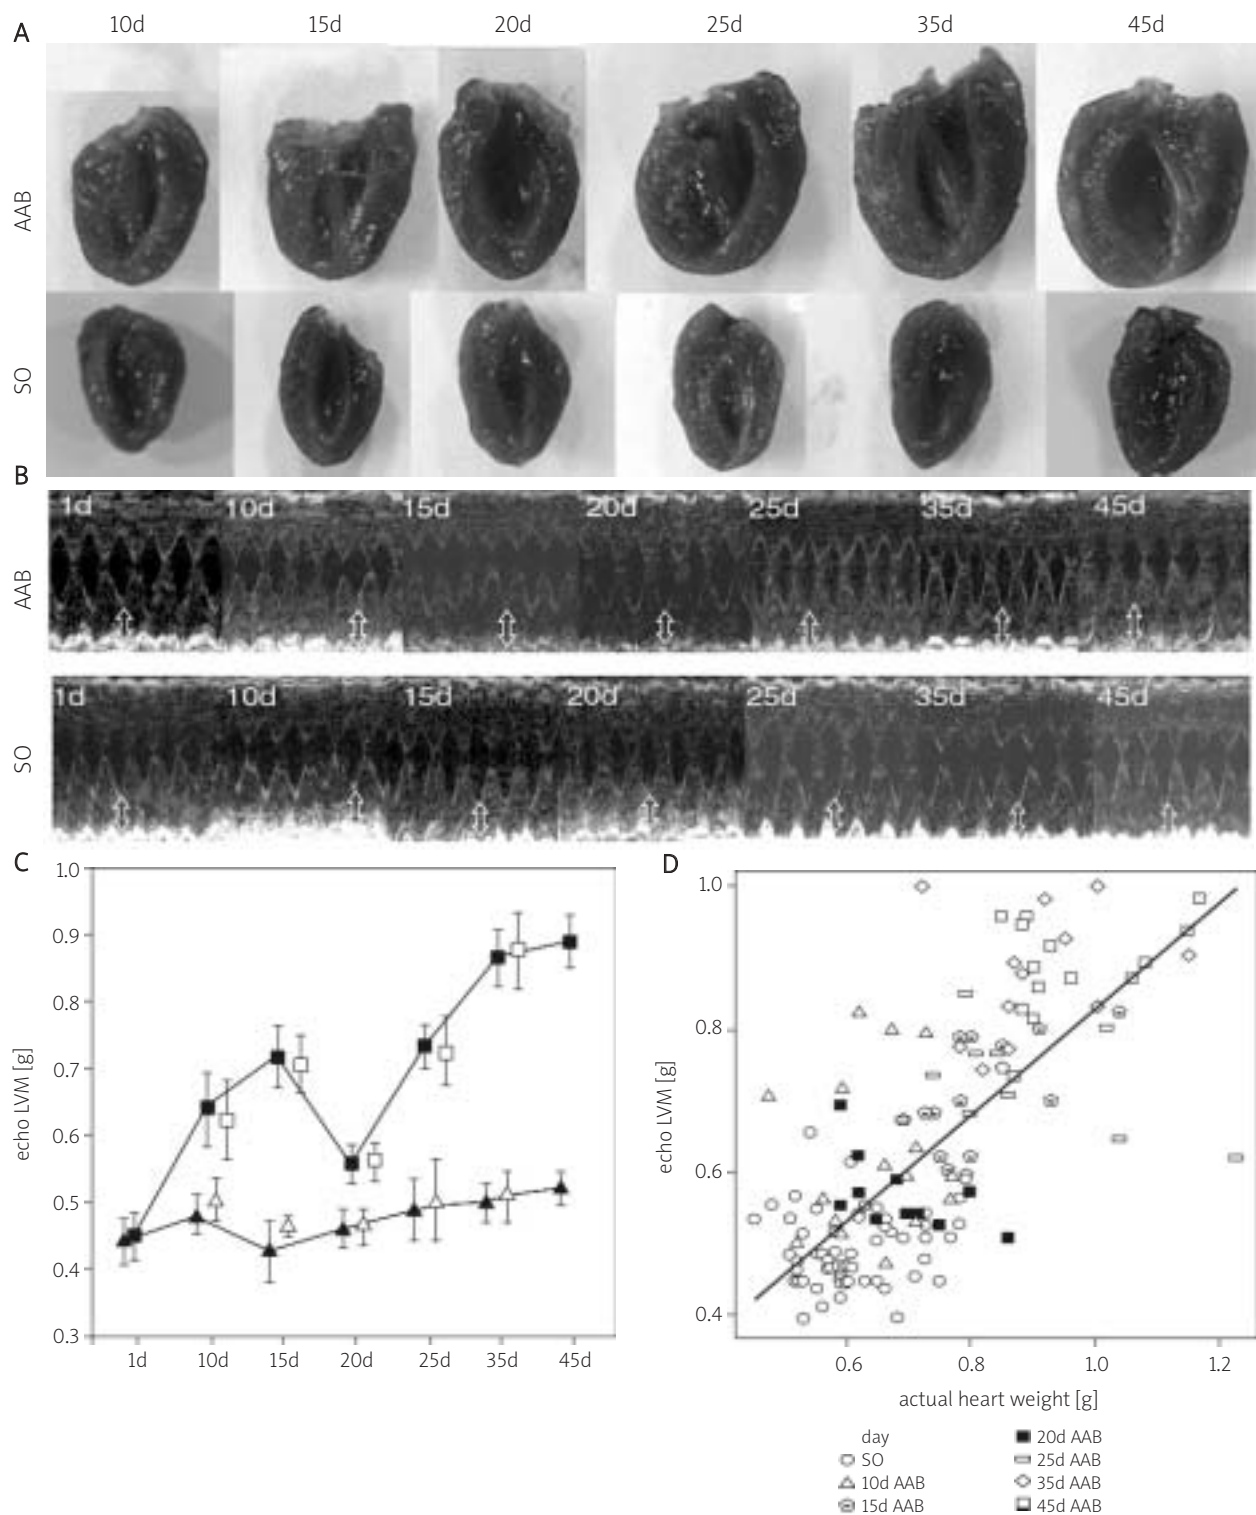 A
10d 15d 20d 25d 35d 45d
AAB
SO
B
1d 10d 15d 20d 25d 35d 45d
AAB
1d 10d 15d 20d 25d 35d 45d
SO
C
1.0
0.9
0.8
0.7
0.6
0.5
0.4
0.3
echo LVM [g]
1d 10d 15d 20d 25d 35d 45d
D
1.0
0.8
0.6
0.4
echo LVM [g]
0.6 0.8 1.0 1.2
actual heart weight [g]
day
SO
10d AAB
15d AAB
20d AAB
25d AAB
35d AAB
45d AAB